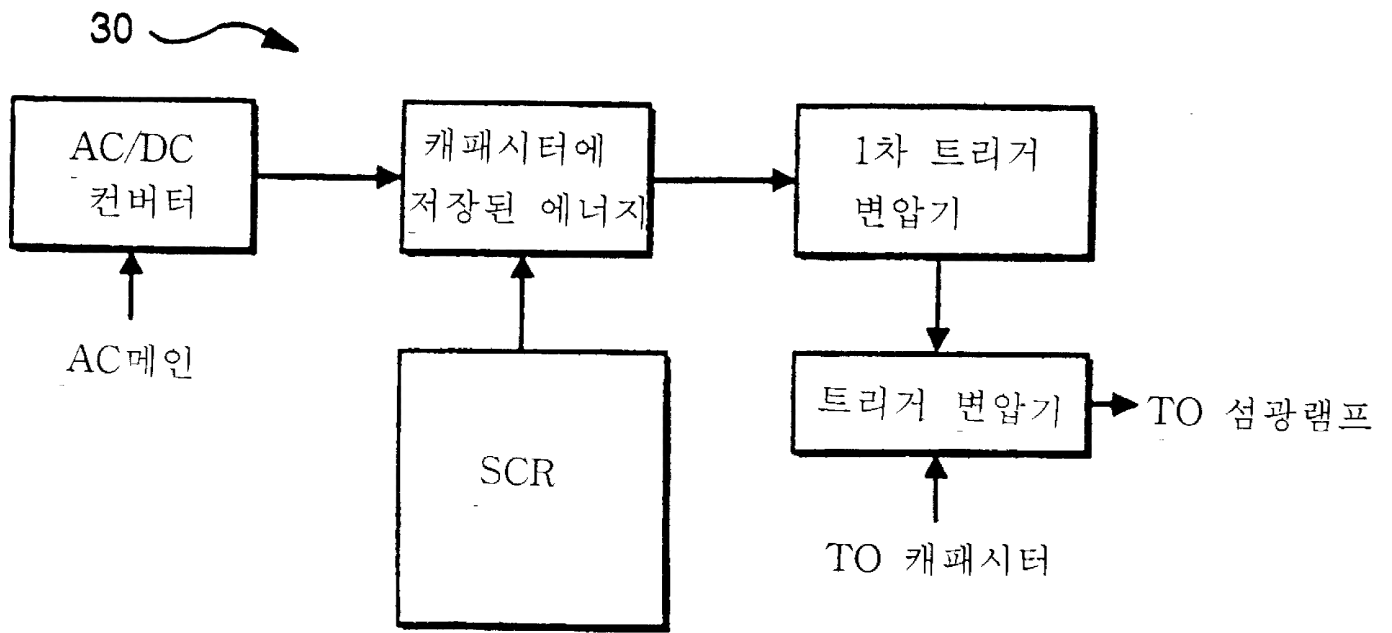 30
AC/DC
컨버터
캐패시터에
저장된 에너지
1차 트리거
변압기
AC메인
SCR
트리거 변압기
TO 섬광램프
TO 캐패시터